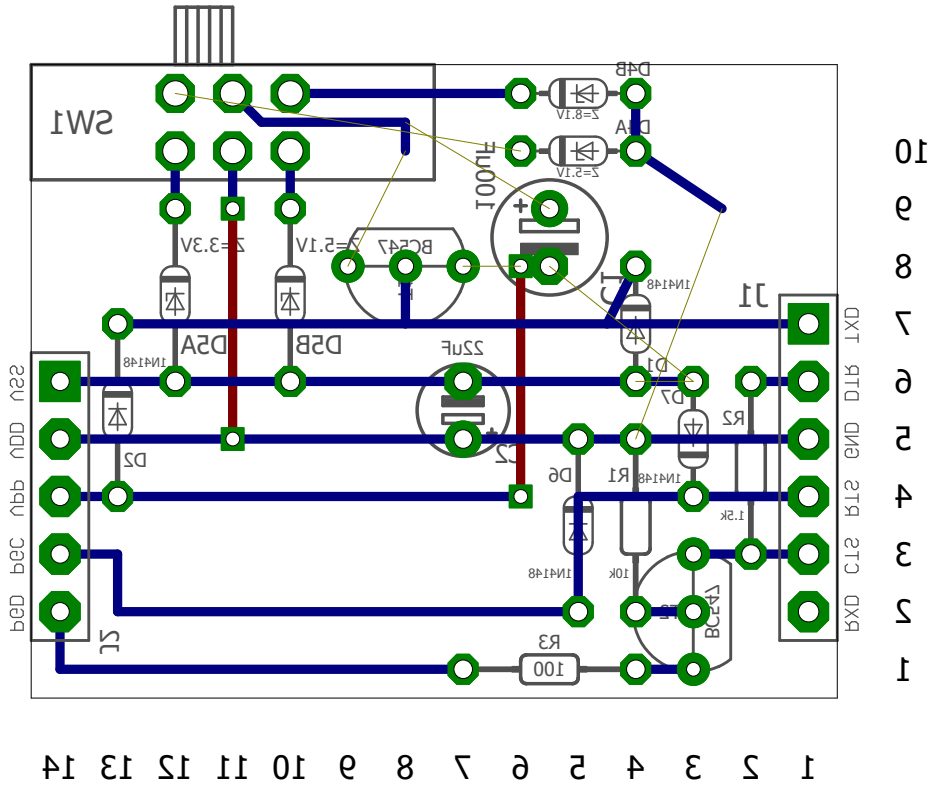 D4B
Z=8.1V
SW1
D4A
Z=5.1V
10
100uF
9
+
Z=3.3V
Z=5.1V
BC547
8
C1
1N4148
J1
7
TXD
D5A
D5B
22uF
1N4148
D1
VSS
DTR
6
D7
R2
VDD
GND
5
+
C2
D2
D6
R1
1N4148
VPP
RTS
4
1.5k
PGC
CTS
3
1N4148
10k
PGD
RXD
2
BC547
J2
R3
100
1
14 13 12 11 10 9 8 7 6 5 4 3 2 1